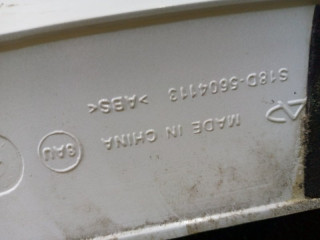 MADE IN CHINA SAU
S18D-5604113 >ABS<